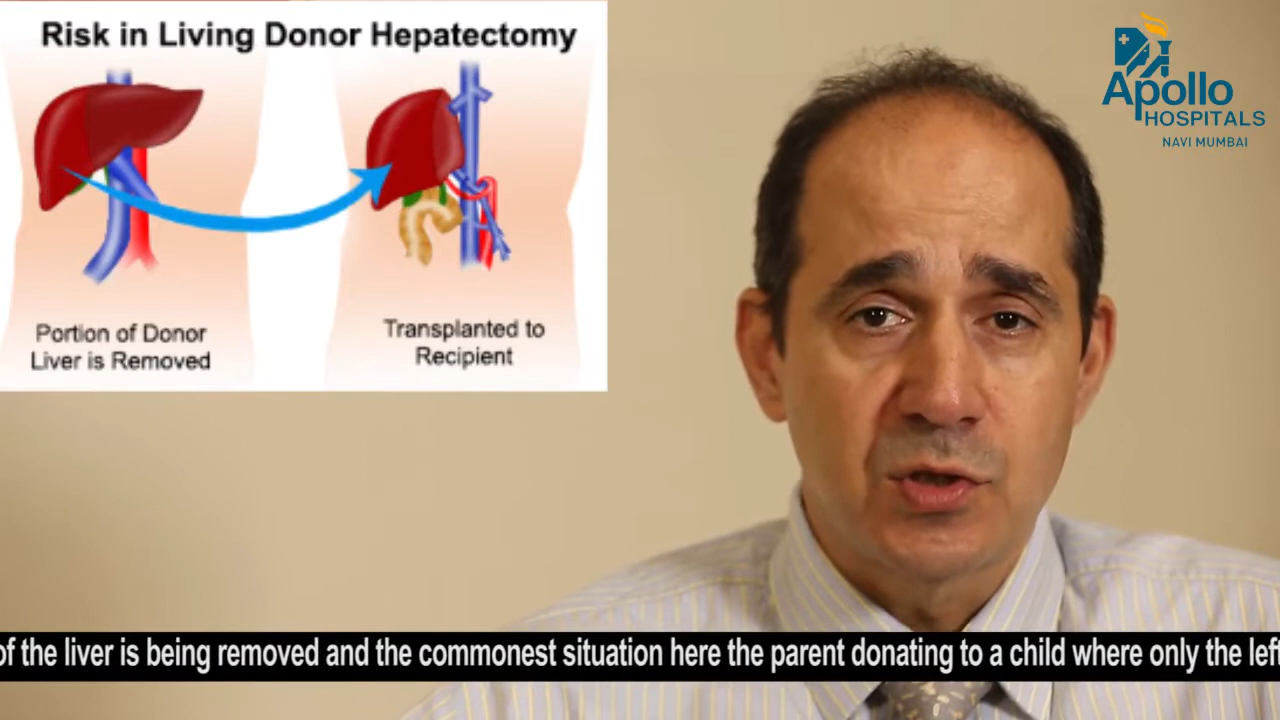 Risk in Living Donor Hepatectomy
Portion of Donor
Liver is Removed
Transplanted to
Recipient
Apollo
HOSPITALS
NAVI MUMBAI
of the liver is being removed and the commonest situation here the parent donating to a child where only the left